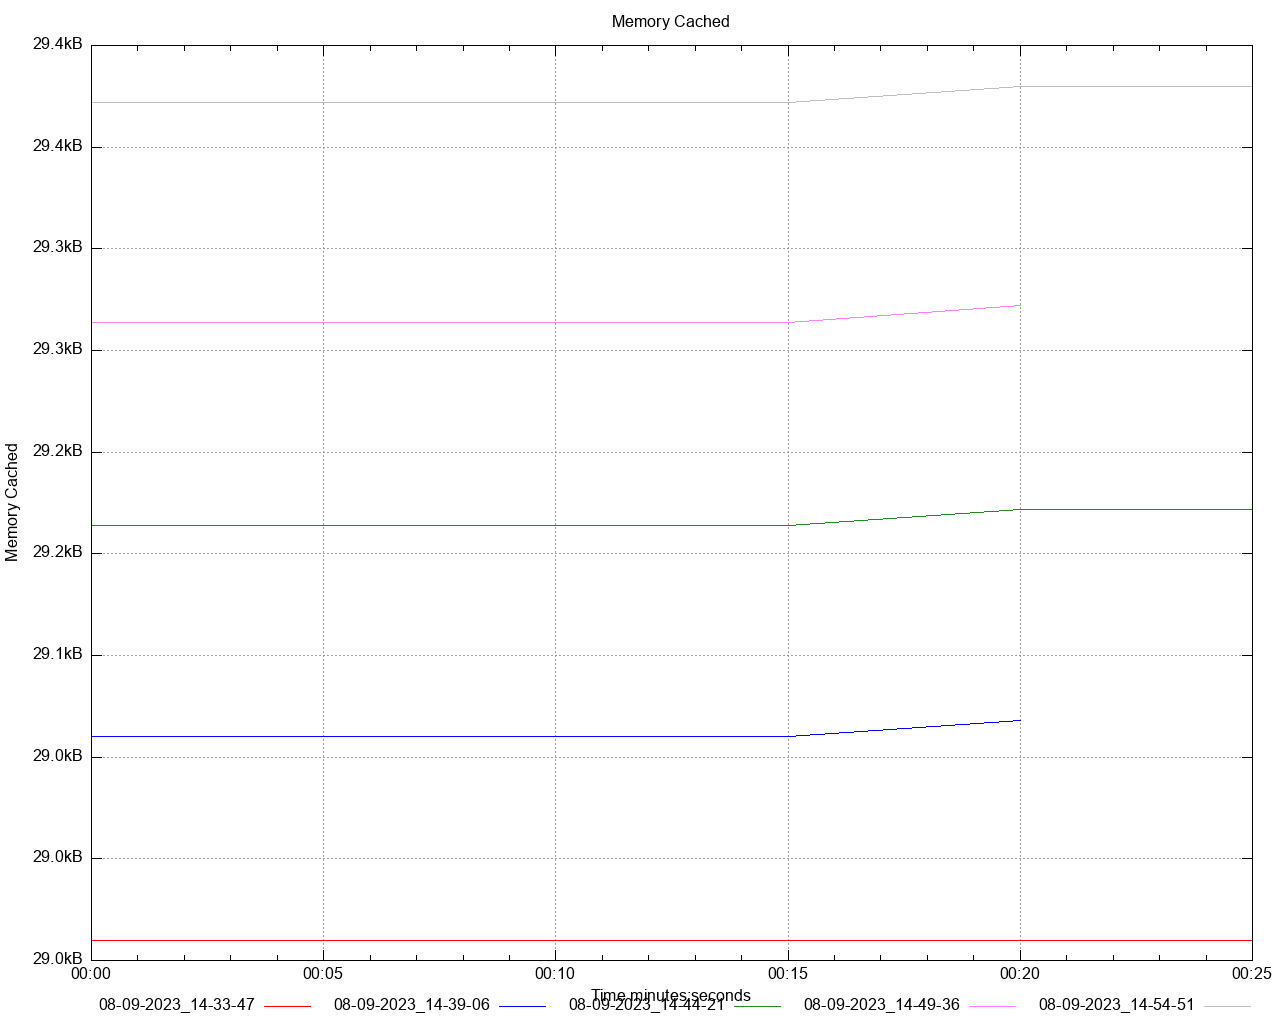 Memory Cached
29.4kB
29.4kB
29.3kB
29.3kB
29.2kB
29.2kB
29.1kB
29.0kB
29.0kB
29.0kB
Memory Cached
00:00 00:05 00:10 00:15 00:20 00:25
Time minutes:seconds
08-09-2023_14-33-47 08-09-2023_14-39-06 08-09-2023_14-44-21 08-09-2023_14-49-36 08-09-2023_14-54-51